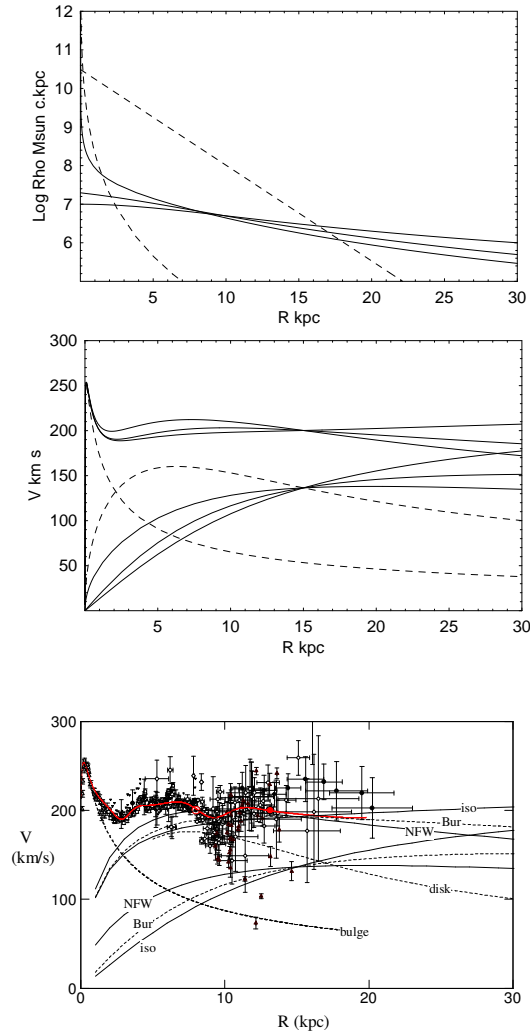 12
11
10
9
8
7
6
Log Rho Msun c.kpc
5 10 15 20 25 30
R kpc
300
250
200
150
100
50
V km s
5 10 15 20 25 30
R kpc
300
200
100
0
V
(km/s)
iso
Bur
NFW
disk
NFW
Bur
iso
bulge
0 10 20 30
R (kpc)